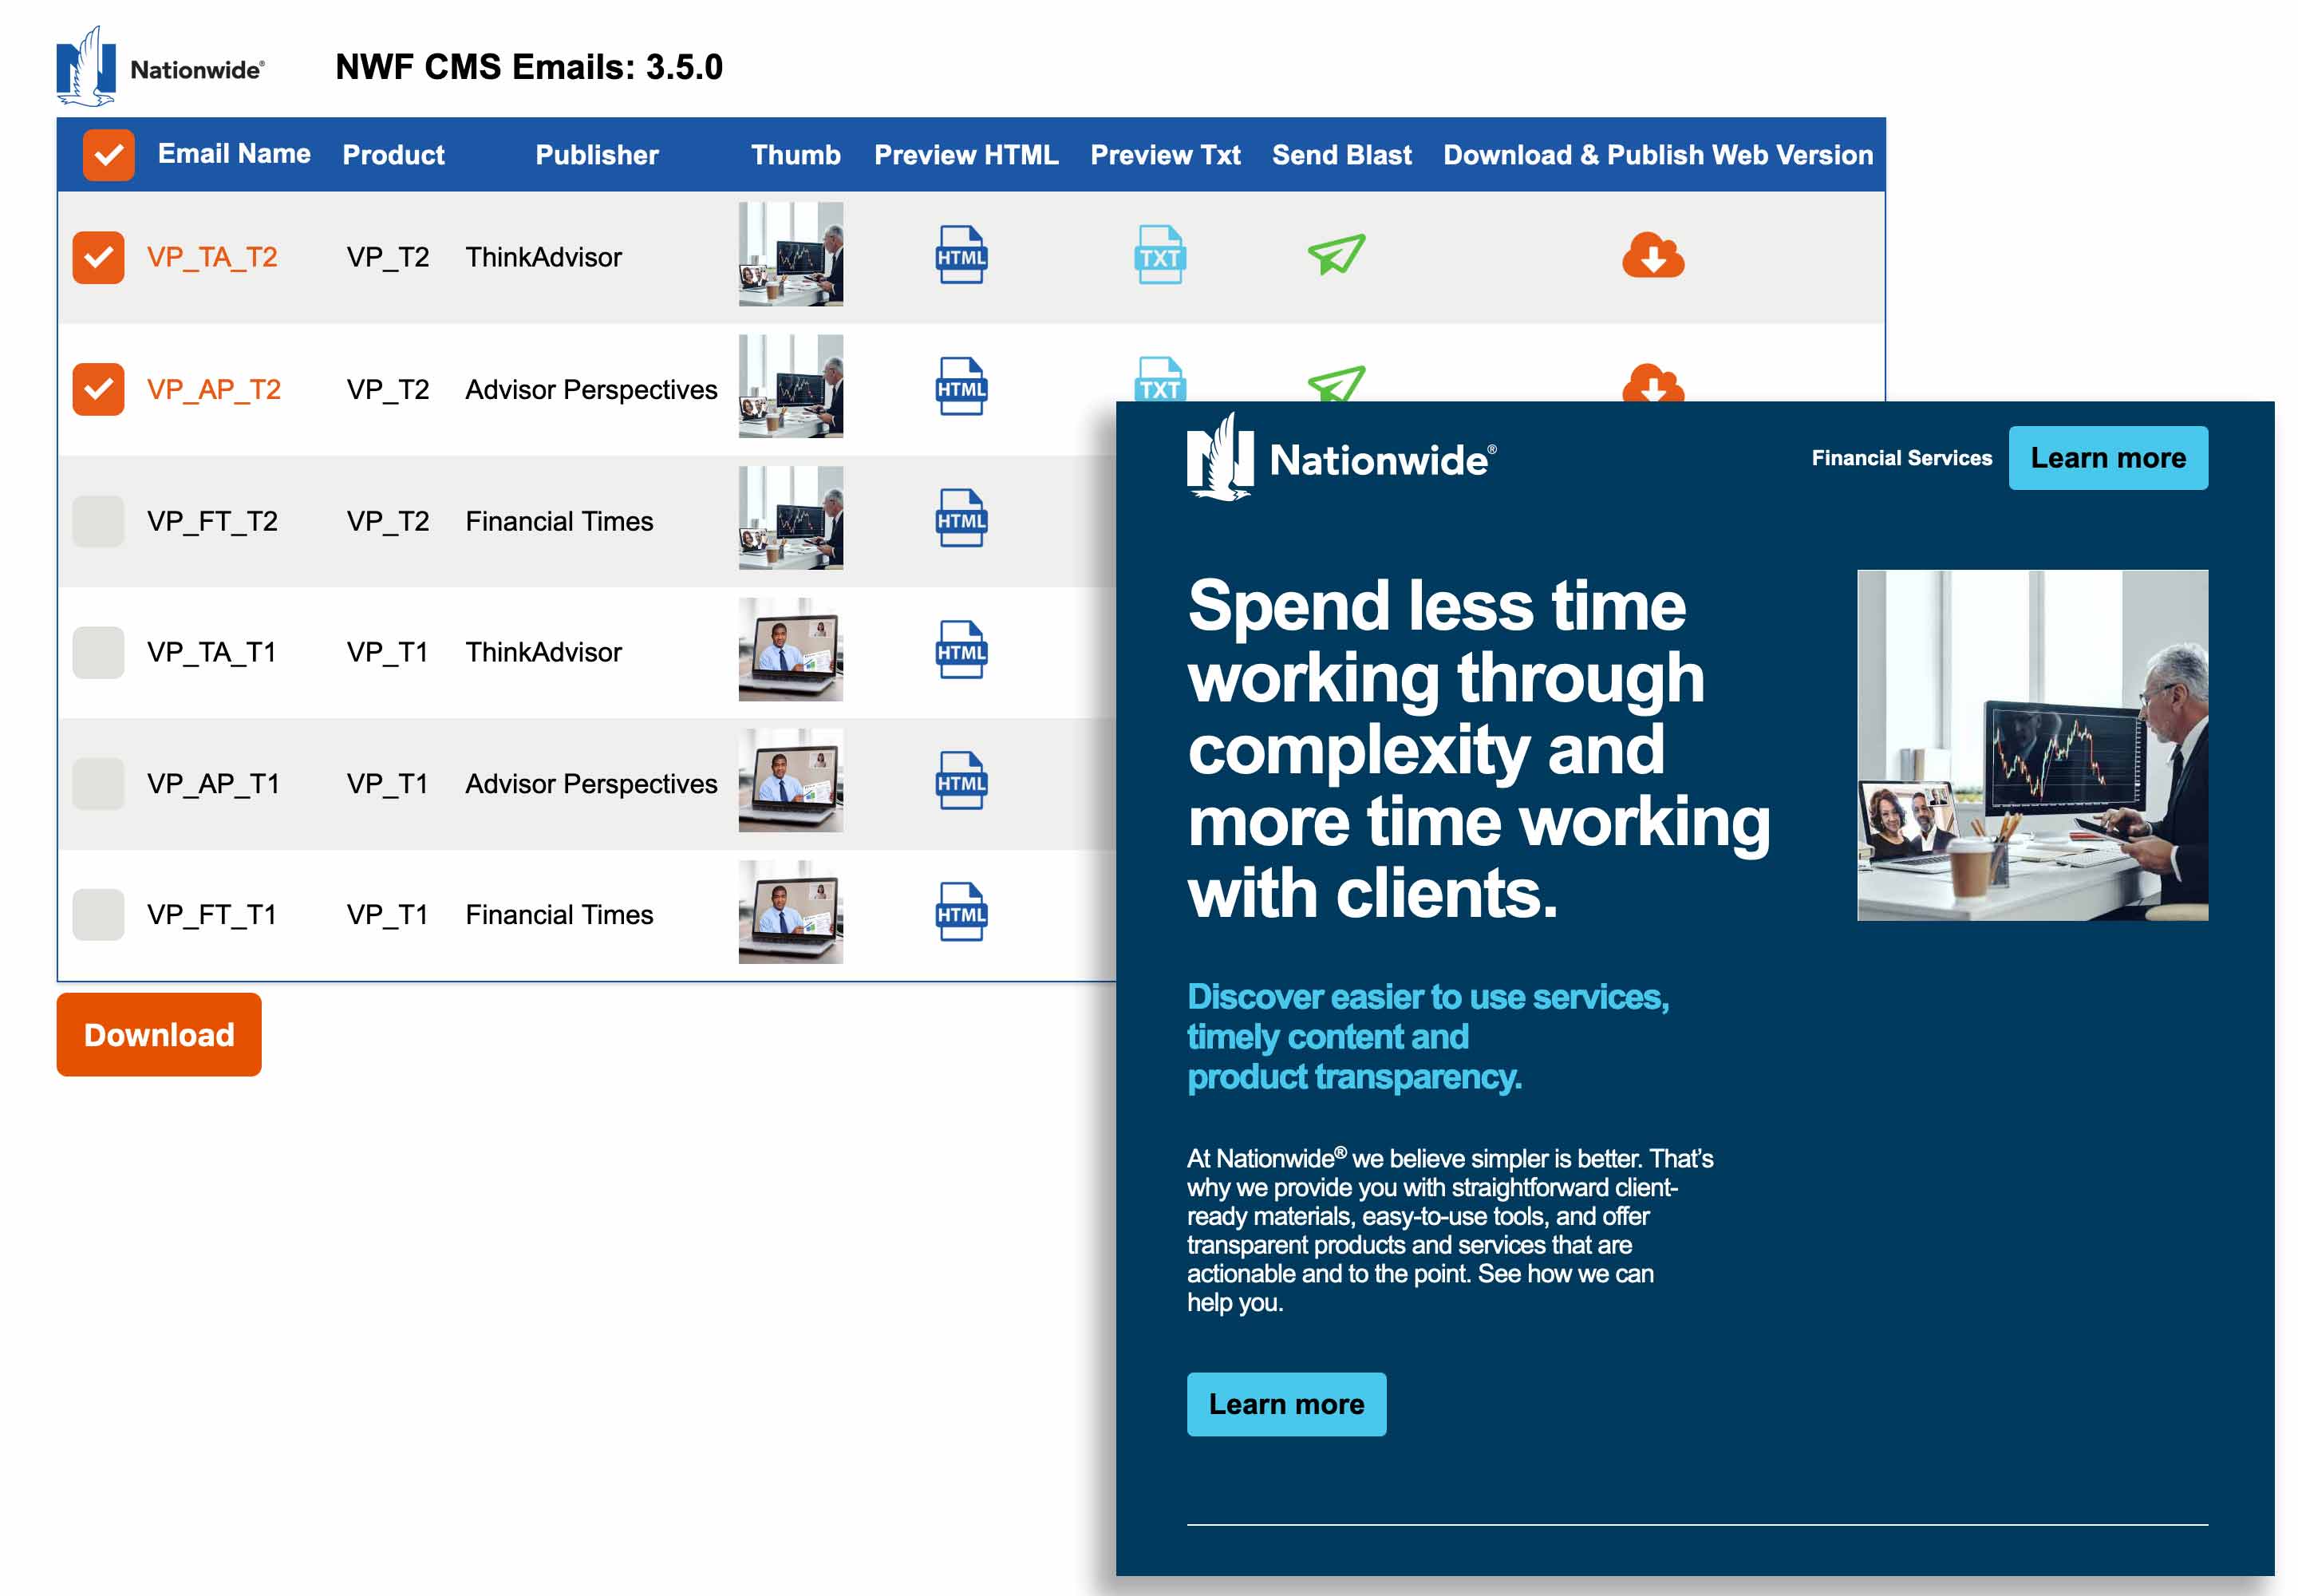 Nationwide®
NWF CMS Emails: 3.5.0
Email Name Product Publisher Thumb Preview HTML Preview Txt Send Blast Download & Publish Web Version
VP_TA_T2 VP_T2 ThinkAdvisor HTML TXT
VP_AP_T2 VP_T2 Advisor Perspectives HTML TXT
VP_FT_T2 VP_T2 Financial Times HTML
VP_TA_T1 VP_T1 ThinkAdvisor HTML
VP_AP_T1 VP_T1 Advisor Perspectives HTML
VP_FT_T1 VP_T1 Financial Times HTML
Download
Nationwide®
Financial Services
Learn more
Spend less time
working through
complexity and
more time working
with clients.
Discover easier to use services,
timely content and
product transparency.
At Nationwide® we believe simpler is better. That’s
why we provide you with straightforward client-
ready materials, easy-to-use tools, and offer
transparent products and services that are
actionable and to the point. See how we can
help you.
Learn more